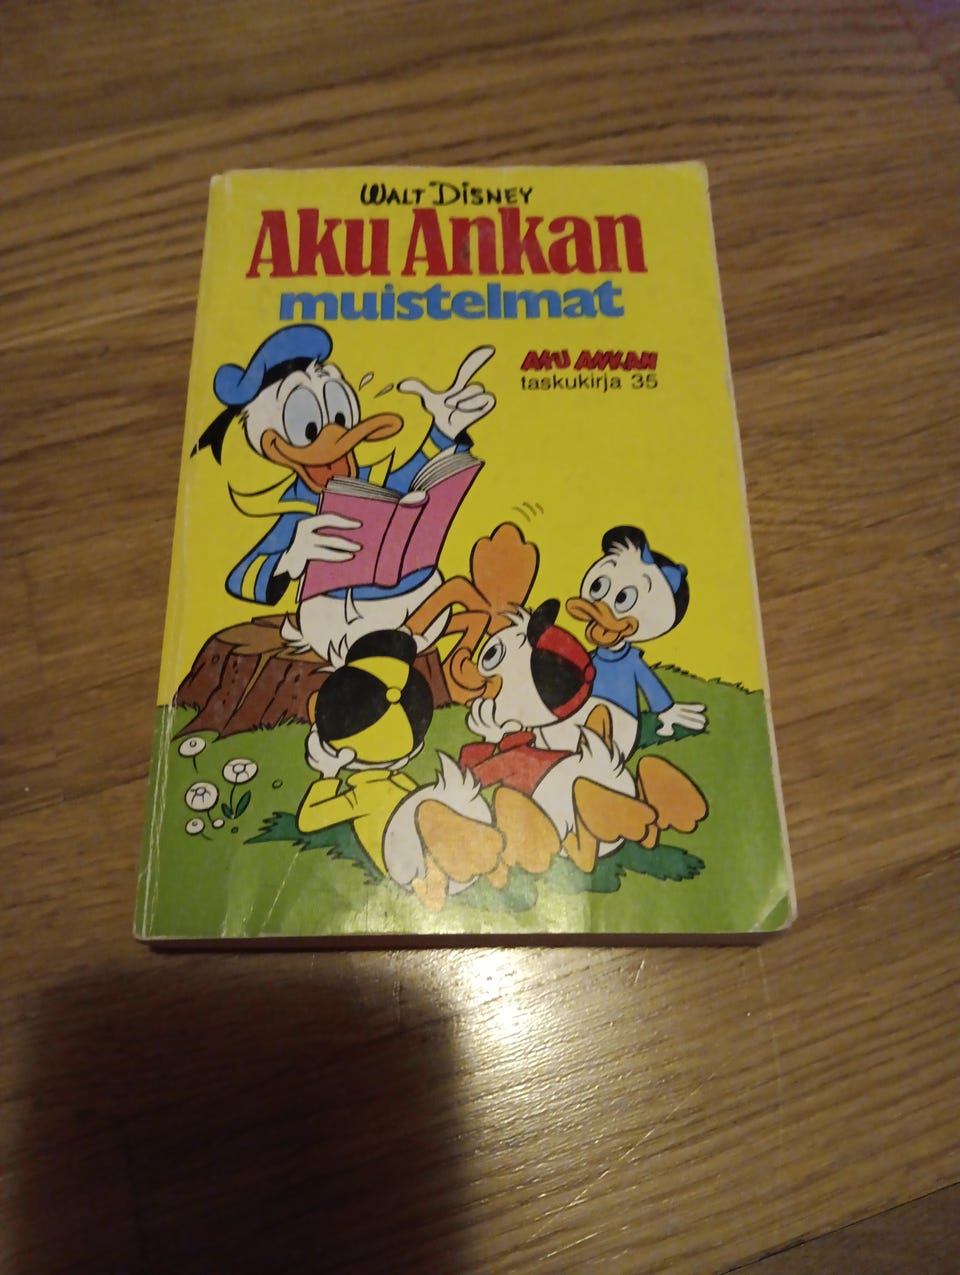 WALT DISNEY
Aku Ankan
muistelmat
AKU ANKAN
taskukirja 35